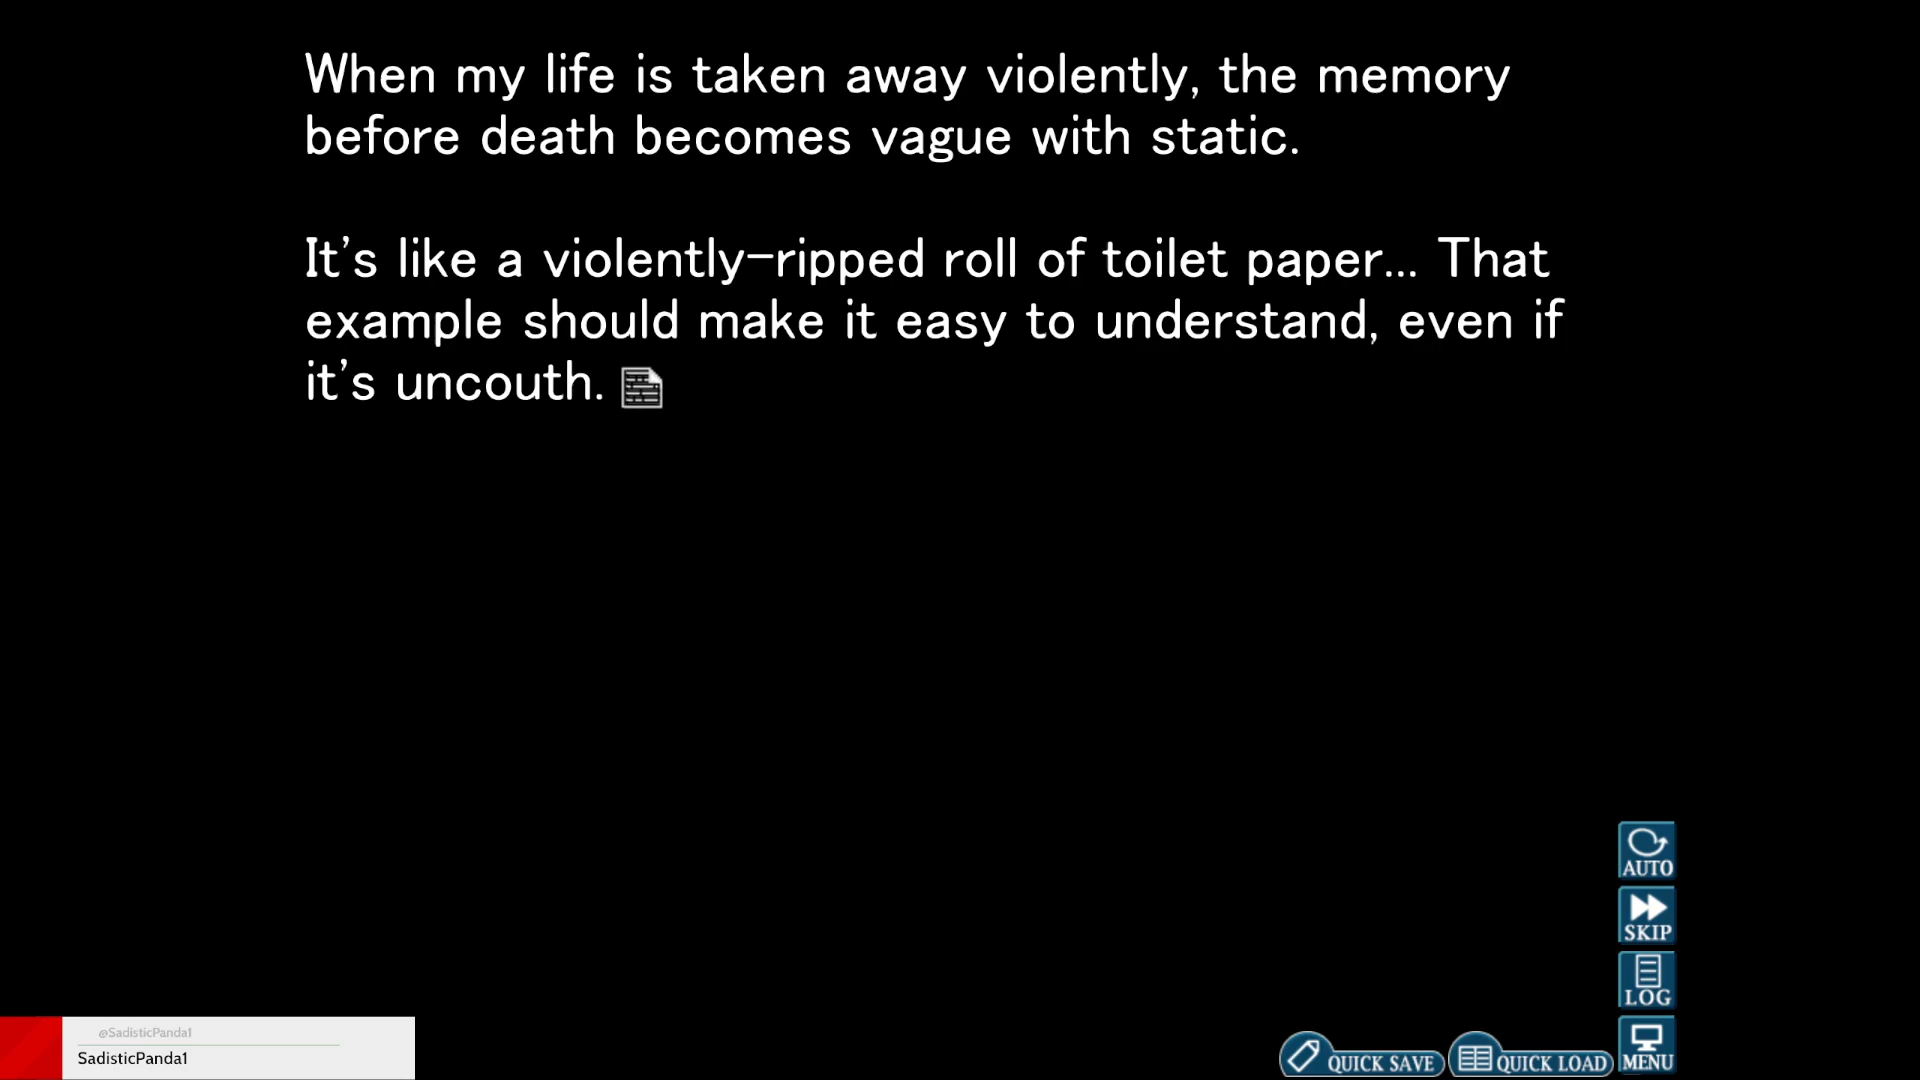 When my life is taken away violently, the memory
before death becomes vague with static.
It's like a violently-ripped roll of toilet paper... That
example should make it easy to understand, even if
it's uncouth.
AUTO
SKIP
LOG
MENU
QUICK SAVE
QUICK LOAD
@SadisticPanda1
SadisticPanda1